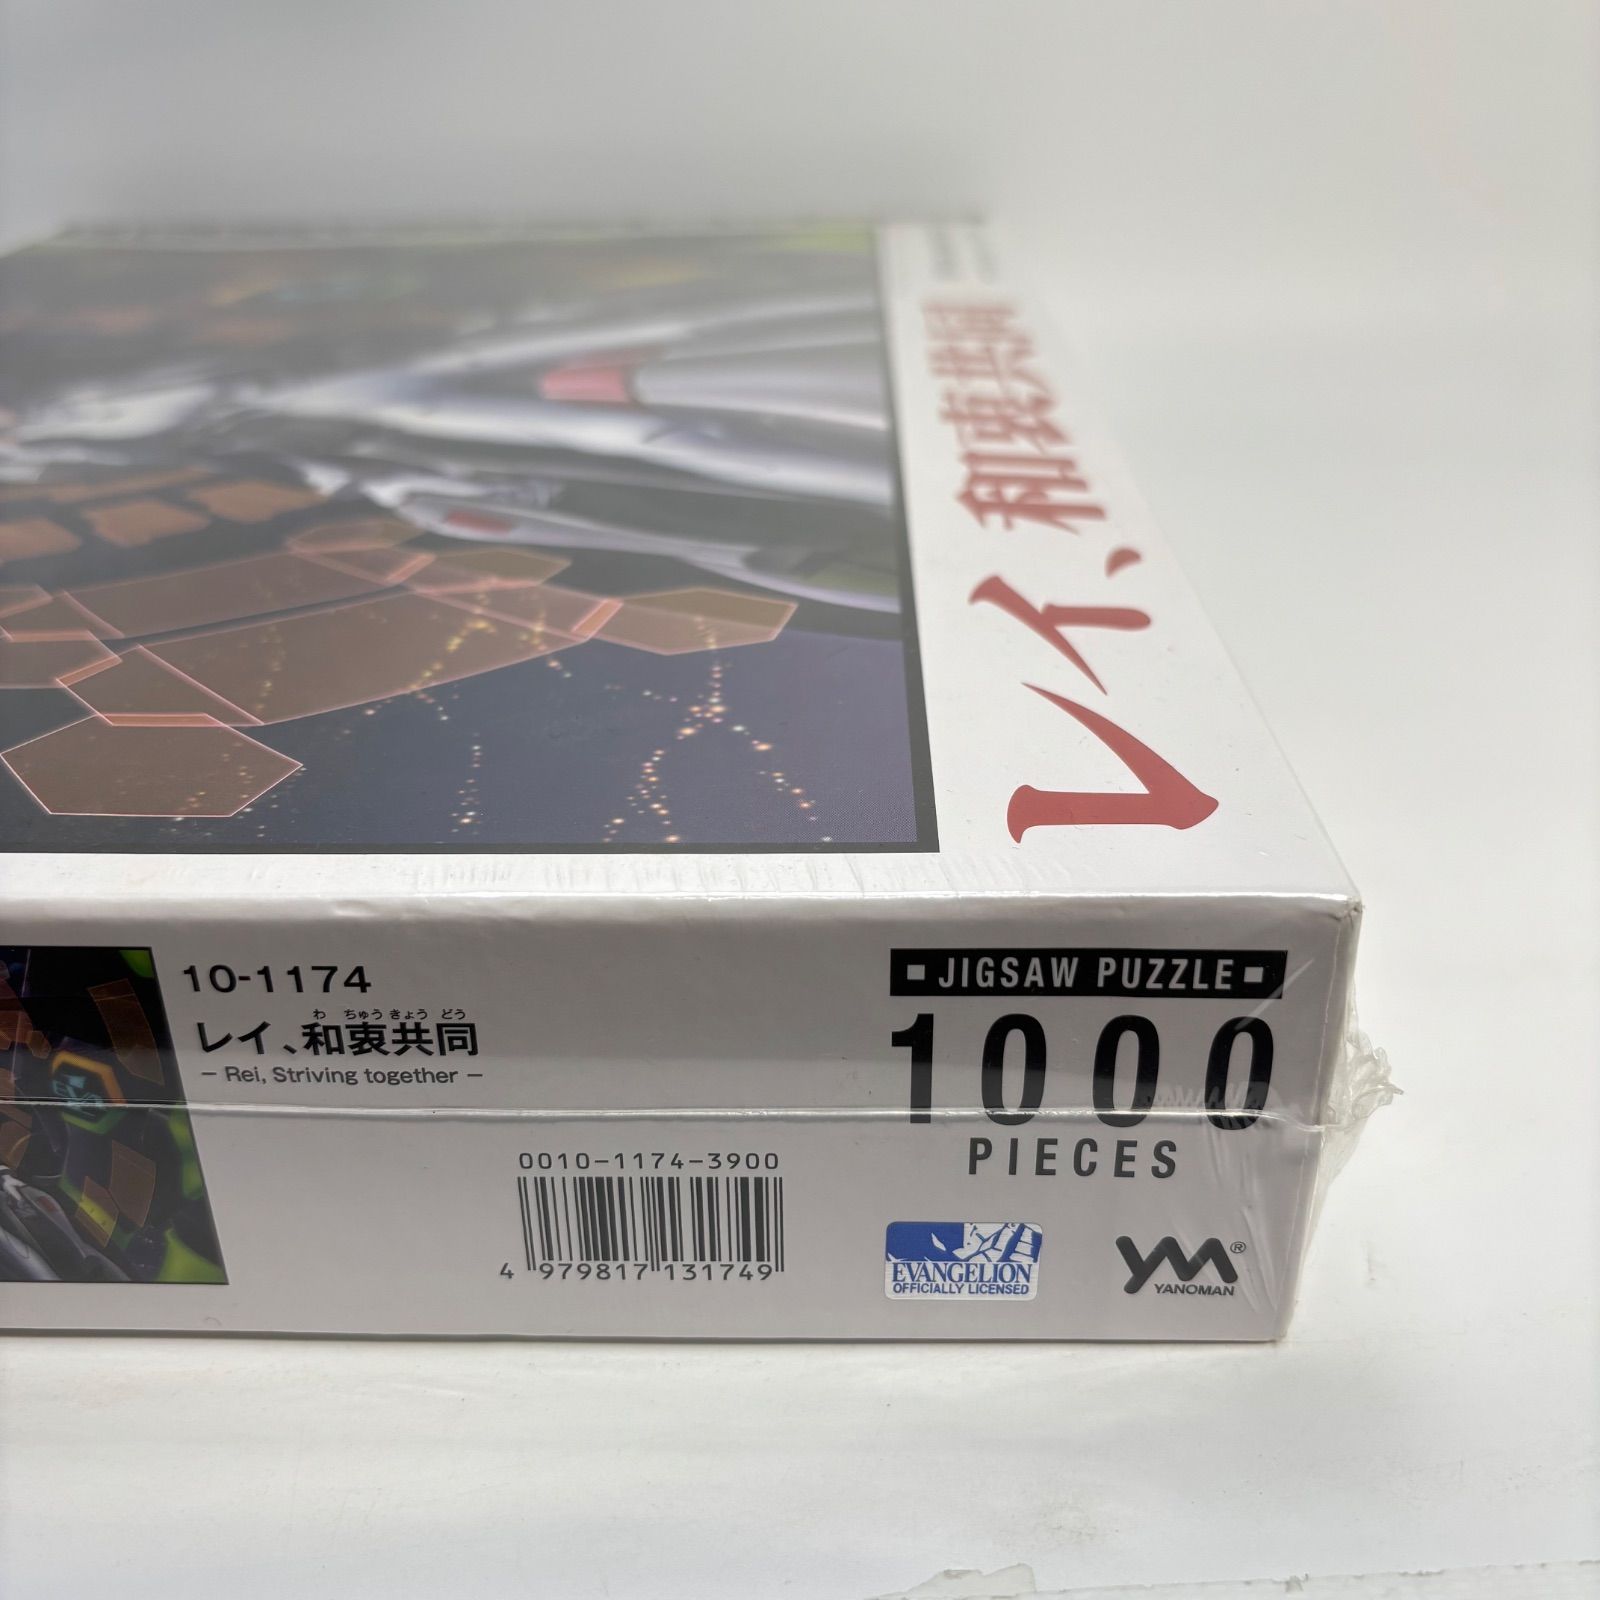 レイ、和衷共同
10-1174
わ ちゅう きょう どう
レイ、和衷共同
– Rei, Striving together –
0010-1174-3900
4 979817 131749
JIGSAW PUZZLE
1000
PIECES
EVANGELION
OFFICIALLY LICENSED
YM®
YANOMAN